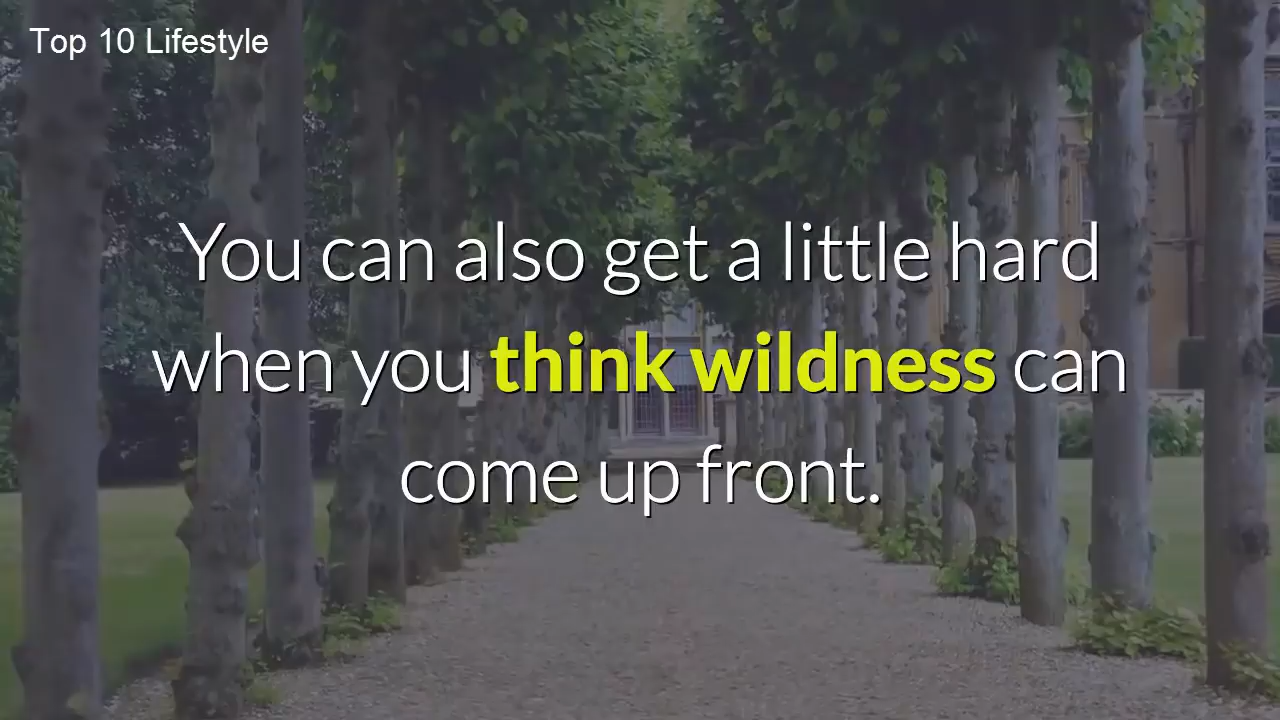 Top 10 Lifestyle
You can also get a little hard
when you think wildness can
come up front.